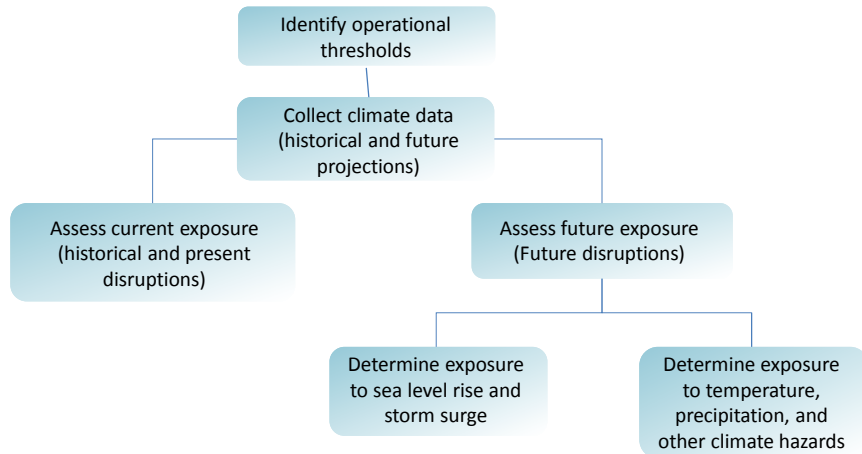 Identify operational
thresholds
Collect climate data
(historical and future
projections)
Assess current exposure
(historical and present
disruptions)
Assess future exposure
(Future disruptions)
Determine exposure
to sea level rise and
storm surge
Determine exposure
to temperature,
precipitation, and
other climate hazards